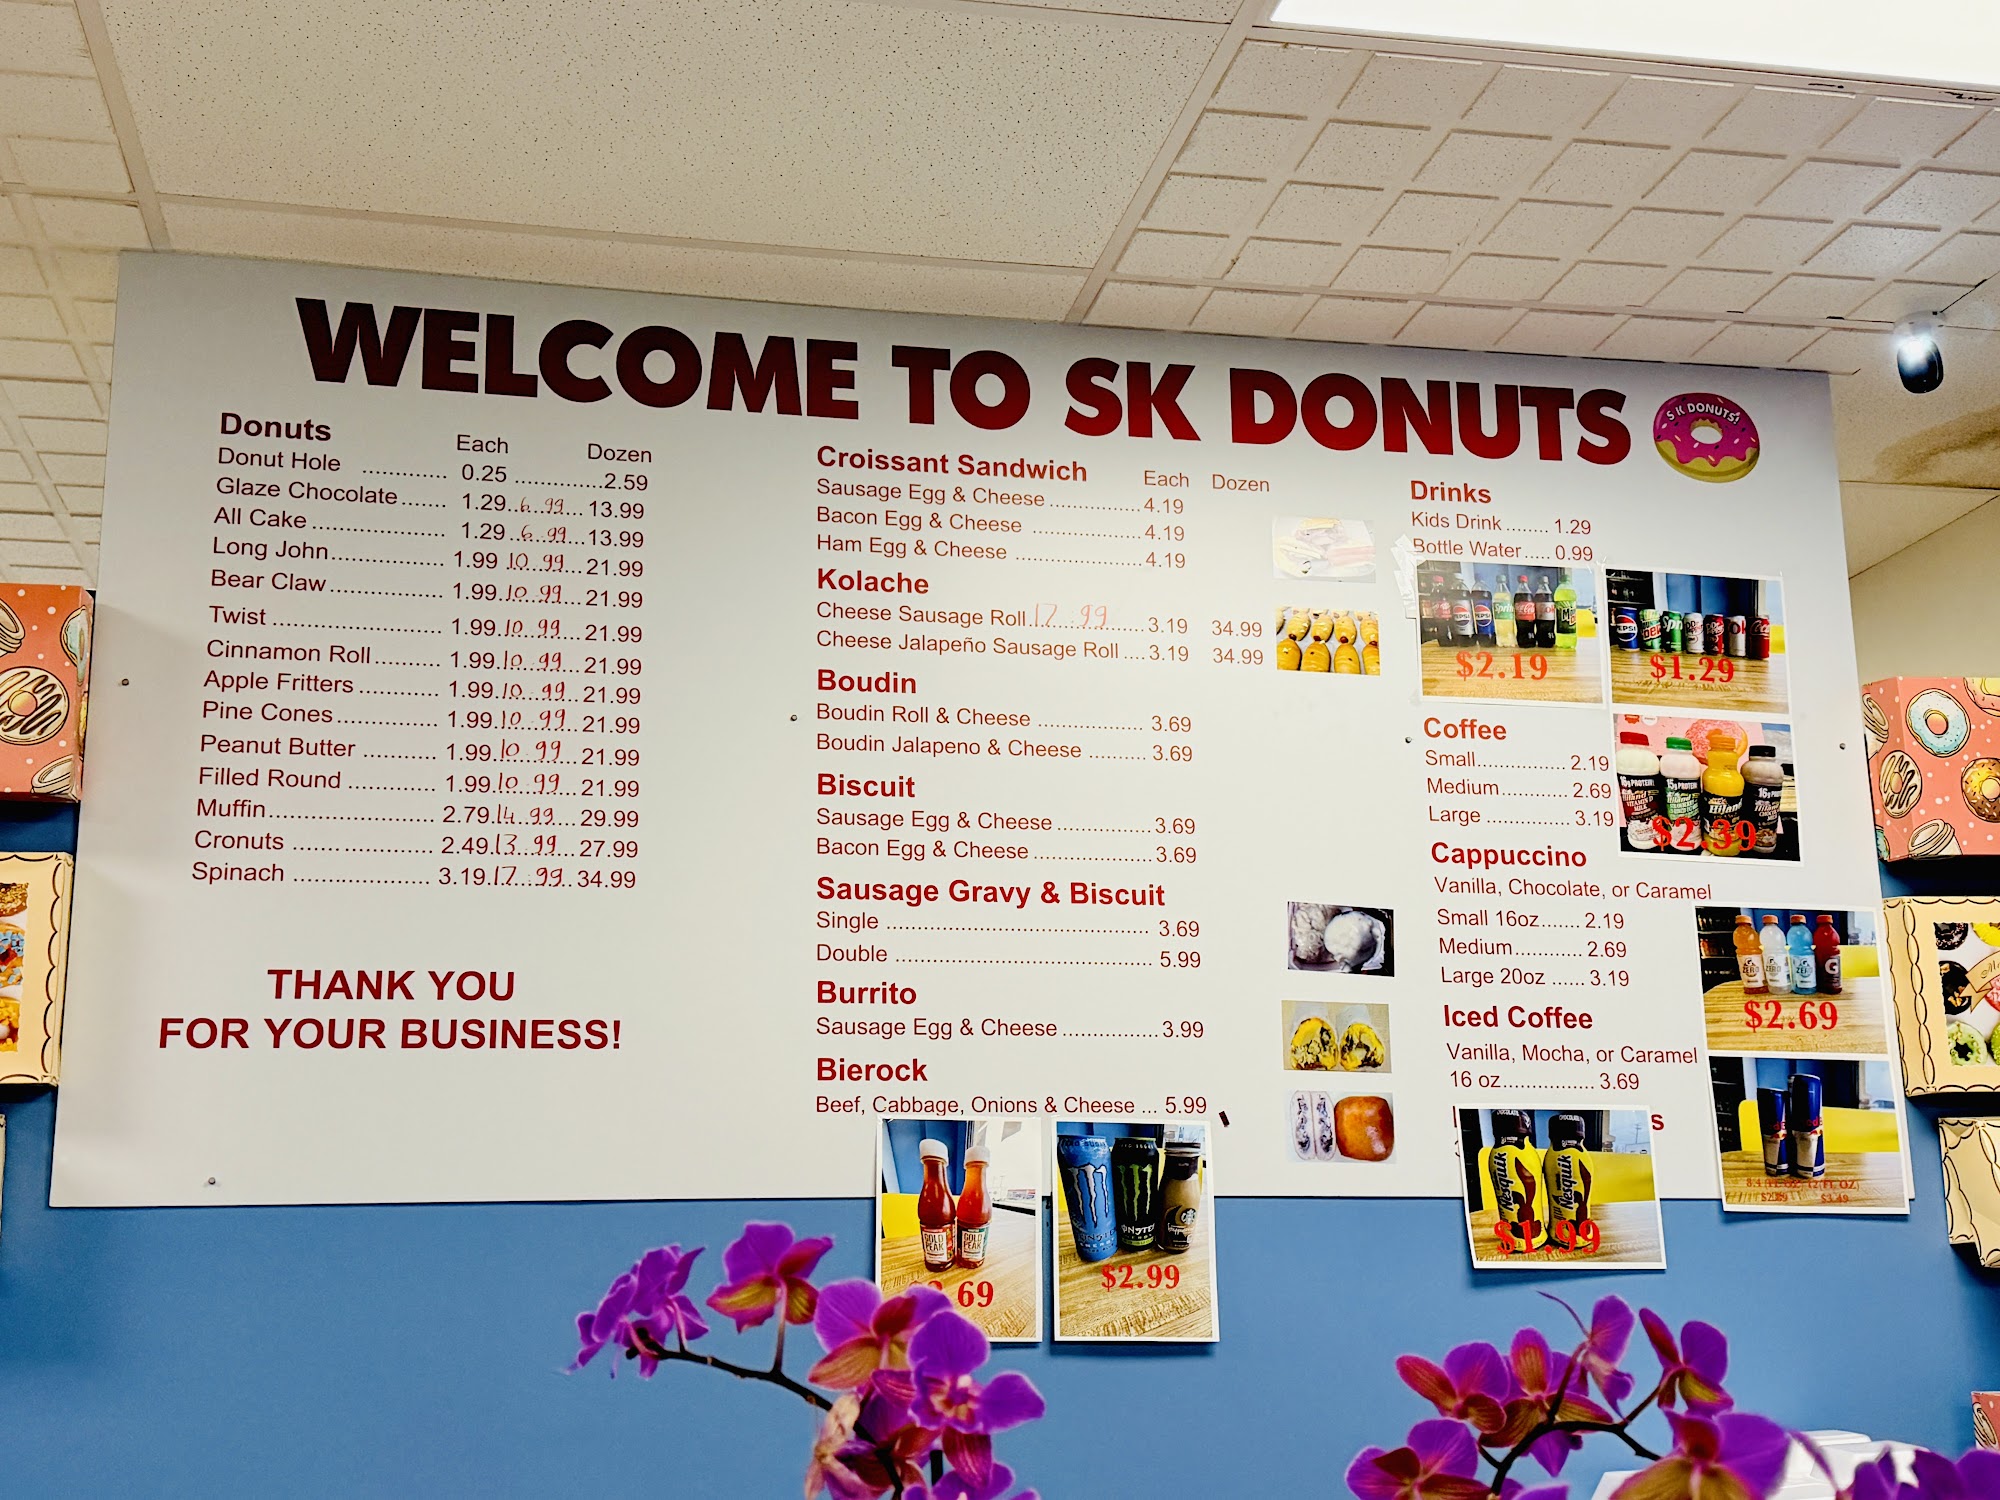 WELCOME TO SK DONUTS
S K DONUTS!
Donuts Each Dozen
Donut Hole .............. 0.25 ..............2.59
Glaze Chocolate....... 1.29..6.99... 13.99
All Cake ..................... 1.29..6.99...13.99
Long John.................. 1.99 10.99...21.99
Bear Claw.................. 1.99.10.99...21.99
Twist ........................... 1.99.10.99...21.99
Cinnamon Roll........... 1.99.10.99...21.99
Apple Fritters ............. 1.99.10.99...21.99
Pine Cones................ 1.99.10.99...21.99
Peanut Butter ............ 1.99.10.99...21.99
Filled Round .............. 1.99.10.99...21.99
Muffin........................... 2.79.14.99...29.99
Cronuts ...................... 2.49.13.99...27.99
Spinach ...................... 3.19.17.99..34.99
THANK YOU
FOR YOUR BUSINESS!
Croissant Sandwich Each Dozen
Sausage Egg & Cheese ............... 4.19
Bacon Egg & Cheese .................. 4.19
Ham Egg & Cheese ..................... 4.19
Kolache
Cheese Sausage Roll.17.99......3.19 34.99
Cheese Jalapeño Sausage Roll ....3.19 34.99
Boudin
Boudin Roll & Cheese .................. 3.69
Boudin Jalapeno & Cheese .......... 3.69
Biscuit
Sausage Egg & Cheese ............... 3.69
Bacon Egg & Cheese ................... 3.69
Sausage Gravy & Biscuit
Single .......................................... 3.69
Double ......................................... 5.99
Burrito
Sausage Egg & Cheese ............... 3.99
Bierock
Beef, Cabbage, Onions & Cheese ... 5.99
Drinks
Kids Drink ....... 1.29
Bottle Water..... 0.99
$2.19
$1.29
Coffee
Small................ 2.19
Medium............ 2.69
Large ............... 3.19
$2.39
Cappuccino
Vanilla, Chocolate, or Caramel
Small 16oz....... 2.19
Medium............ 2.69
Large 20oz ...... 3.19
$2.69
Iced Coffee
Vanilla, Mocha, or Caramel
16 oz................ 3.69
s
Nesquik Nesquik
$1.99
GOLD PEAK GOLD PEAK
69
$2.99